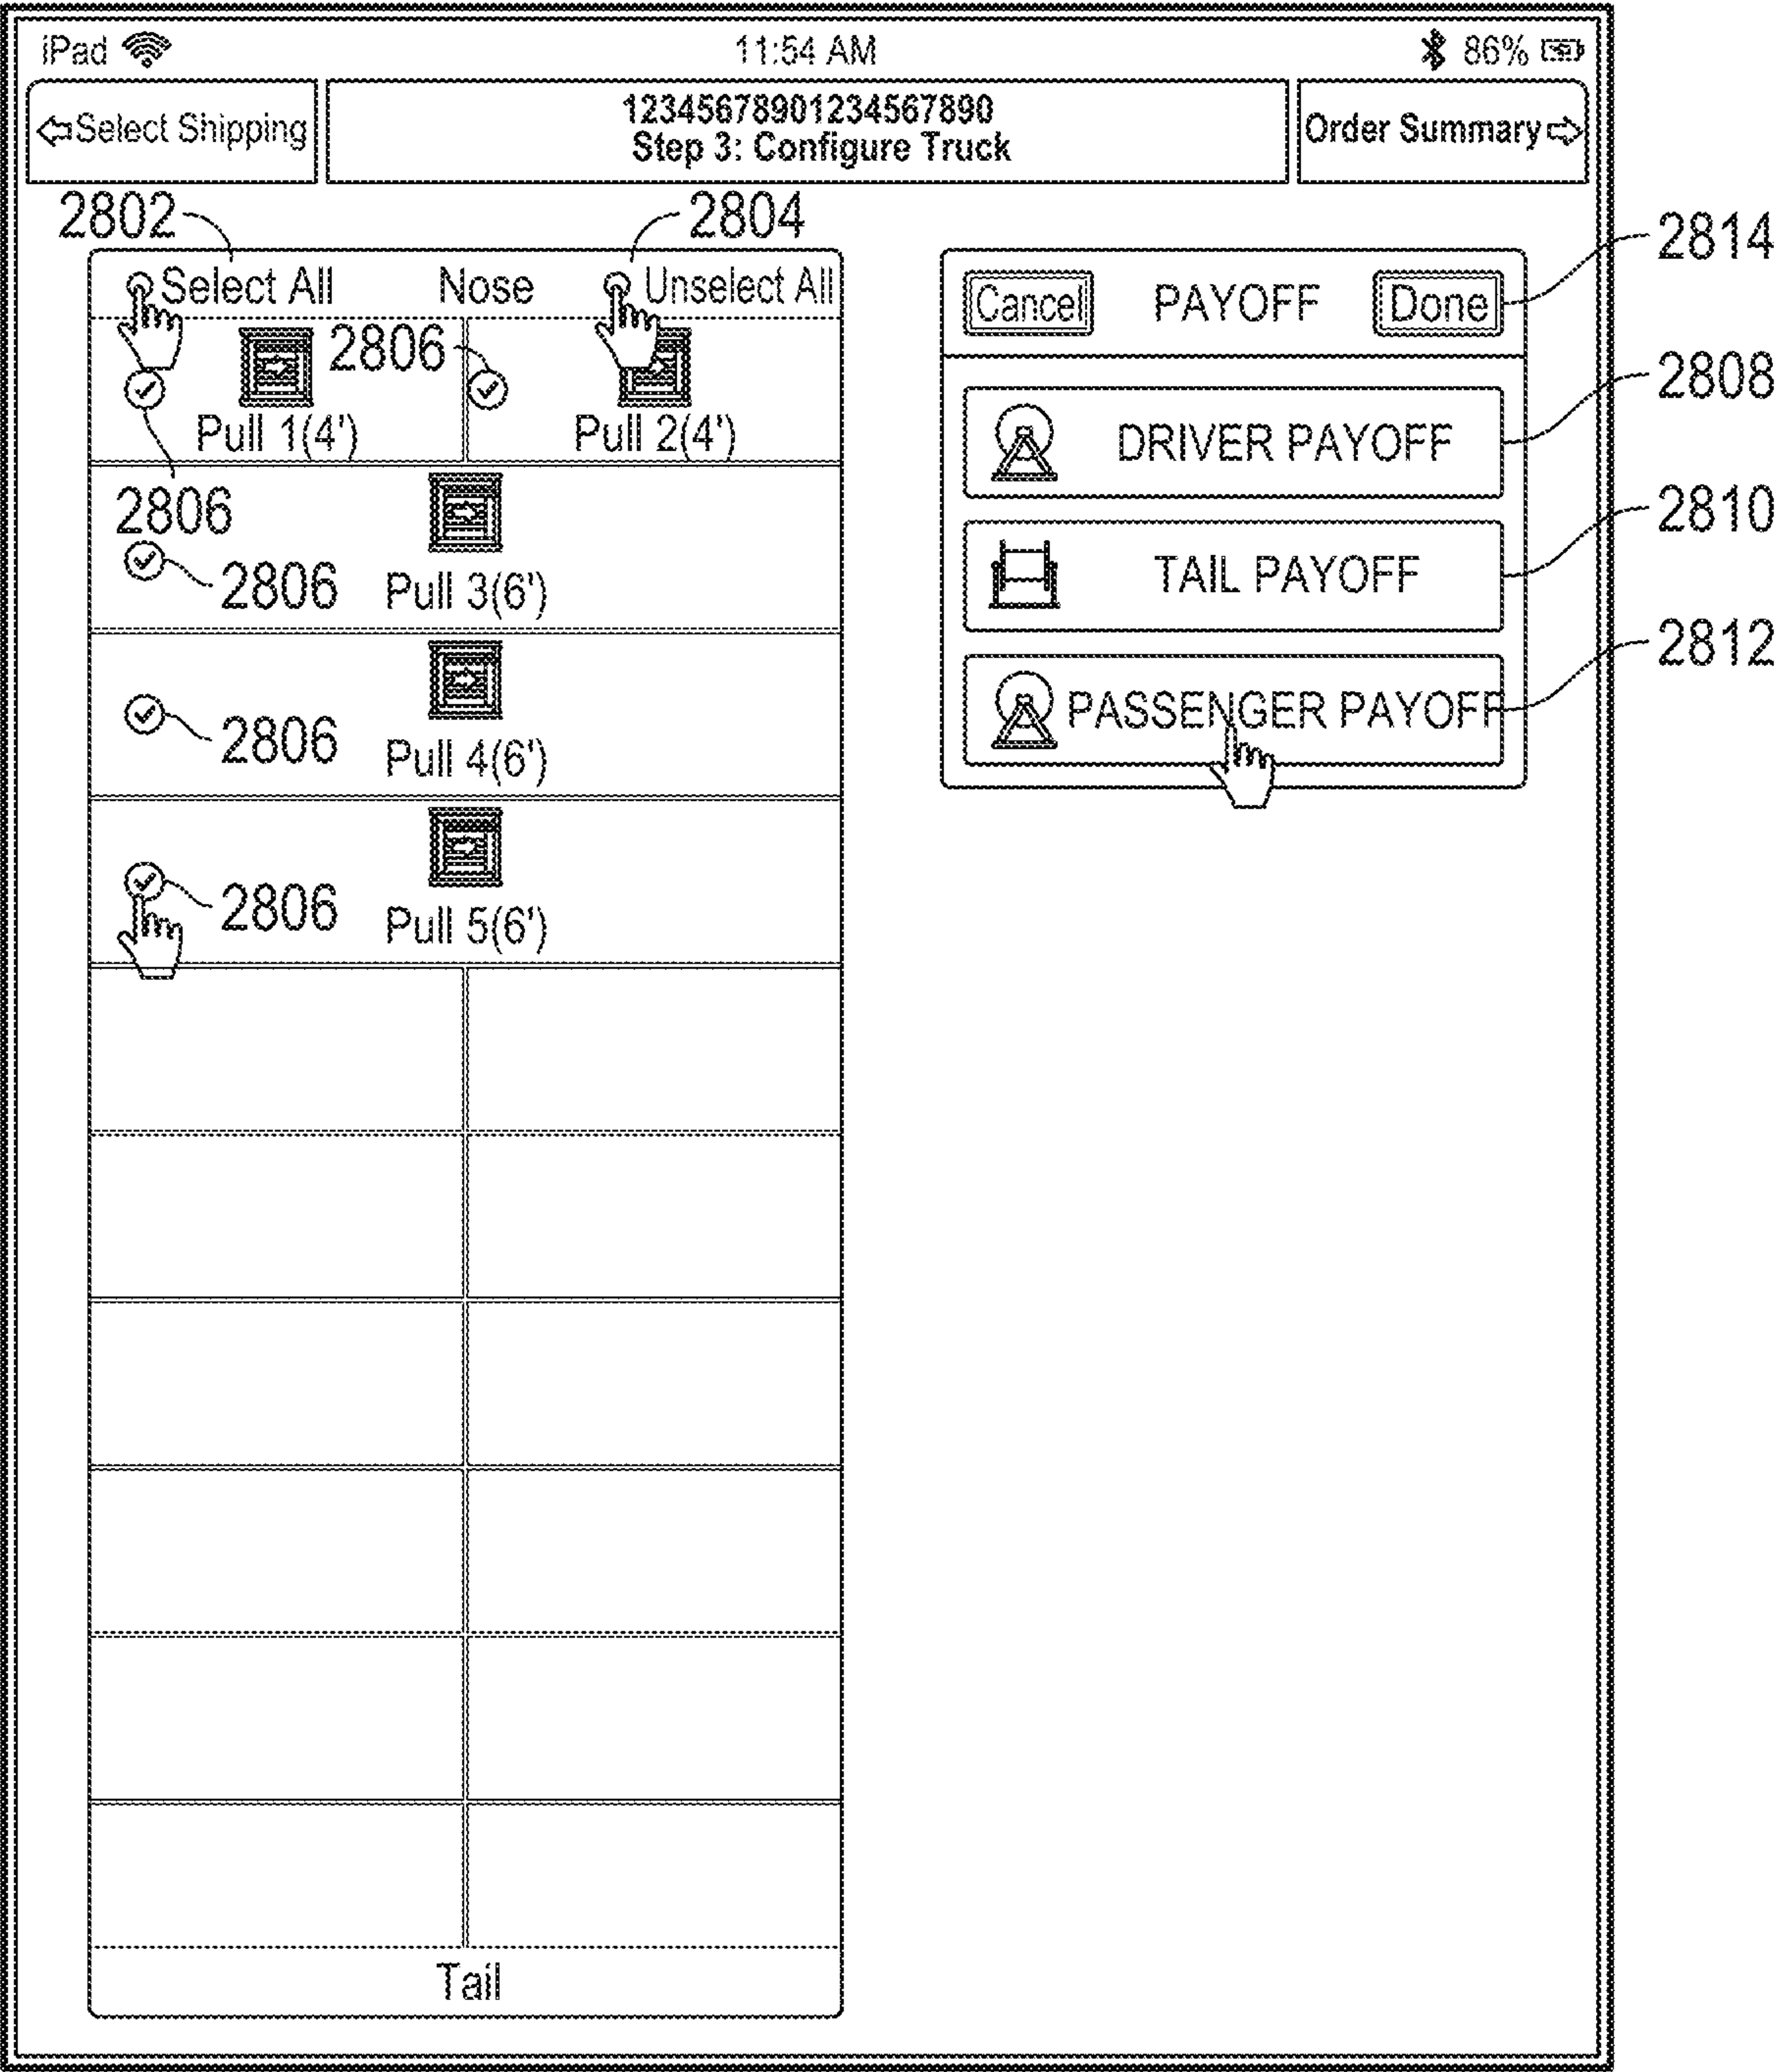 iPad 11:54 AM 86%
Select Shipping
12345678901234567890
Step 3: Configure Truck
Order Summary
2802 2804
2814
Select All Nose Unselect All
Cancel PAYOFF Done
2806
2808
Pull 1(4') Pull 2(4')
DRIVER PAYOFF
2806
2810
2806 Pull 3(6')
TAIL PAYOFF
2812
2806 Pull 4(6')
PASSENGER PAYOFF
2806 Pull 5(6')
Tail